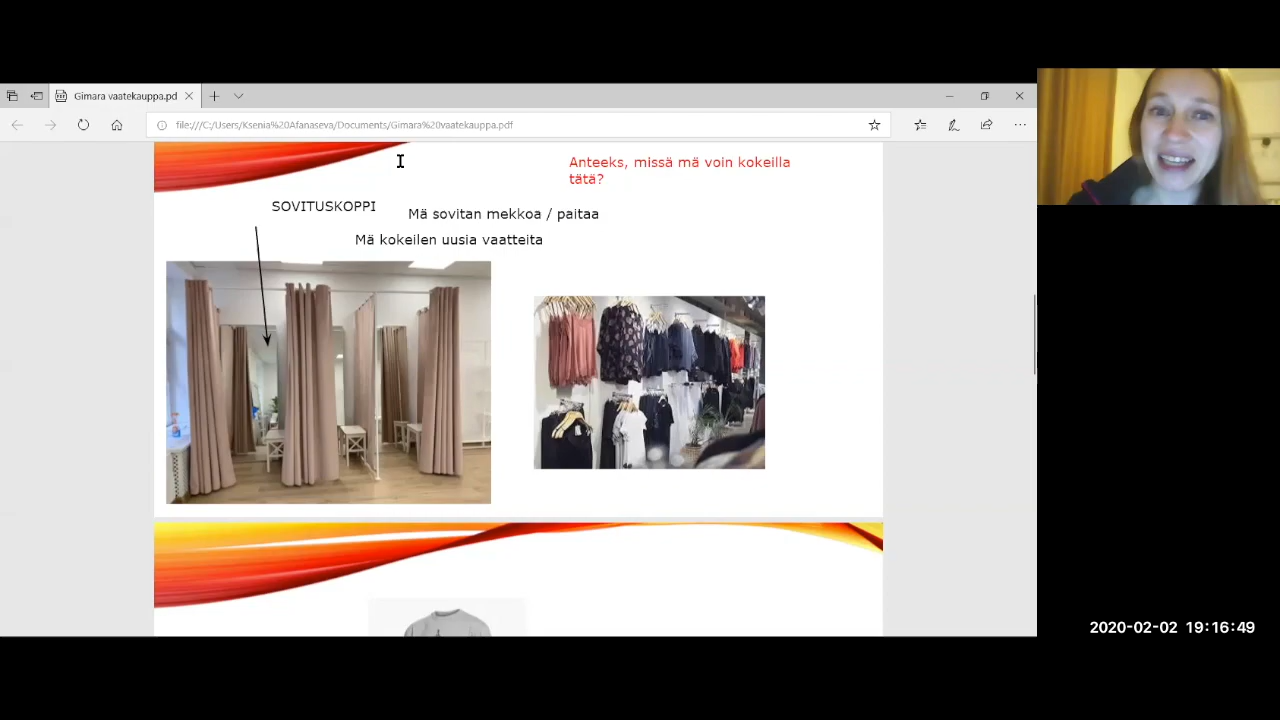 Gimara vaatekauppa.pd
file:///C:/Users/Ksenia%20Afanaseva/Documents/Gimara%20vaatekauppa.pdf
Anteeks, missä mä voin kokeilla
tätä?
SOVITUSKOPPI
Mä sovitan mekkoa / paitaa
Mä kokeilen uusia vaatteita
2020-02-02 19:16:49